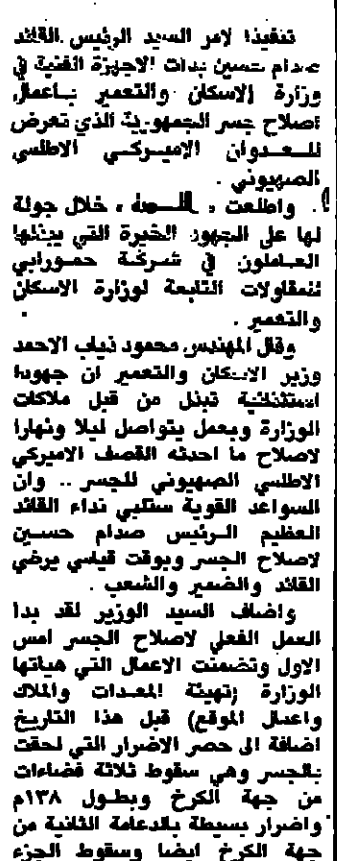 تنفيذا لامر السيد الرئيس القائد
صدام حسين بدات الاجهزة الفنية في
وزارة الاسكان والتعمير باعمال
اصلاح جسر الجمهورية الذي تعرض
للعدوان الاميركي الاطلسي
الصهيوني .
واطلعت ، خلال جولة
لها على الجهود الخيرة التي يبذلها
العاملون في شركة حمورابي
للمقاولات التابعة لوزارة الاسكان
والتعمير .
وقال المهندس محمود ذياب الاحمد
وزير الاسكان والتعمير ان جهودا
استثنائية تبذل من قبل ملاكات
الوزارة وبعمل يتواصل ليلا ونهارا
لاصلاح ما احدثه القصف الاميركي
الاطلسي الصهيوني للجسر .. وان
السواعد القوية ستلبي نداء القائد
العظيم الرئيس صدام حسين
لاصلاح الجسر وبوقت قياسي يرضي
القائد والضمير والشعب .
واضاف السيد الوزير لقد بدا
العمل الفعلي لاصلاح الجسر امس
الاول وتضمنت الاعمال التي هياتها
الوزارة (تهيئة المعدات والملاك
واعمال الموقع) قبل هذا التاريخ
اضافة الى حصر الاضرار التي لحقت
بالجسر وهي سقوط ثلاثة فضاءات
من جهة الكرخ وبطول ١٣٨م
واضرار بسيطة بالدعامة الثانية من
جهة الكرخ ايضا وسقوط الجزء